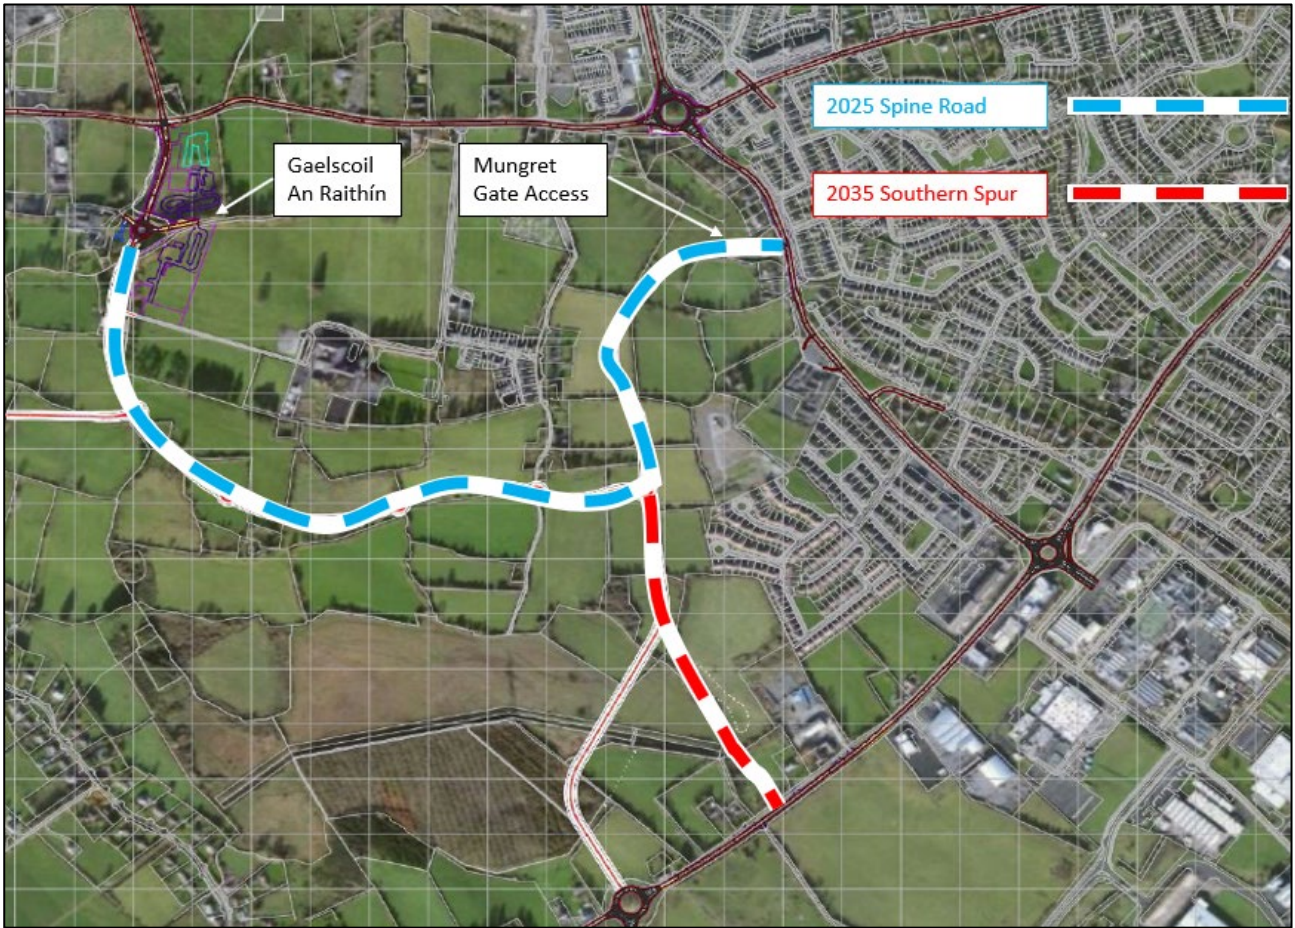 2025 Spine Road
Gaelscoil
An Raithín
Mungret
Gate Access
2035 Southern Spur